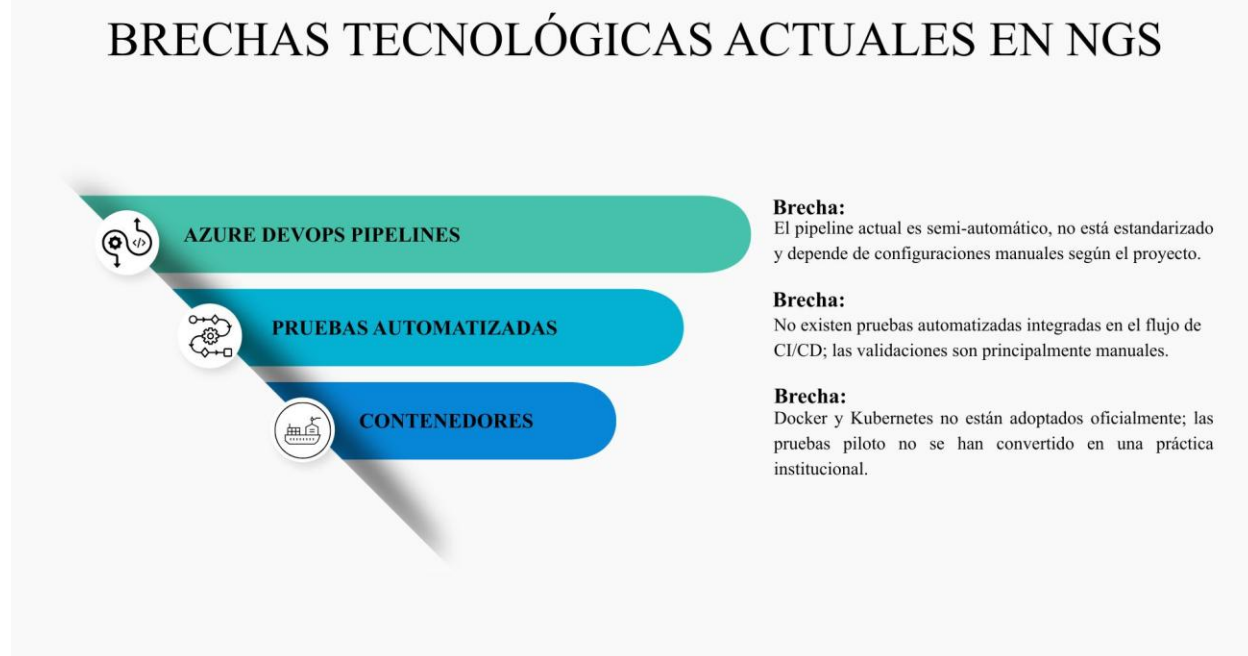 BRECHAS TECNOLÓGICAS ACTUALES EN NGS
AZURE DEVOPS PIPELINES
Brecha:
El pipeline actual es semi-automático, no está estandarizado
y depende de configuraciones manuales según el proyecto.
PRUEBAS AUTOMATIZADAS
Brecha:
No existen pruebas automatizadas integradas en el flujo de
CI/CD; las validaciones son principalmente manuales.
CONTENEDORES
Brecha:
Docker y Kubernetes no están adoptados oficialmente; las
pruebas piloto no se han convertido en una práctica
institucional.